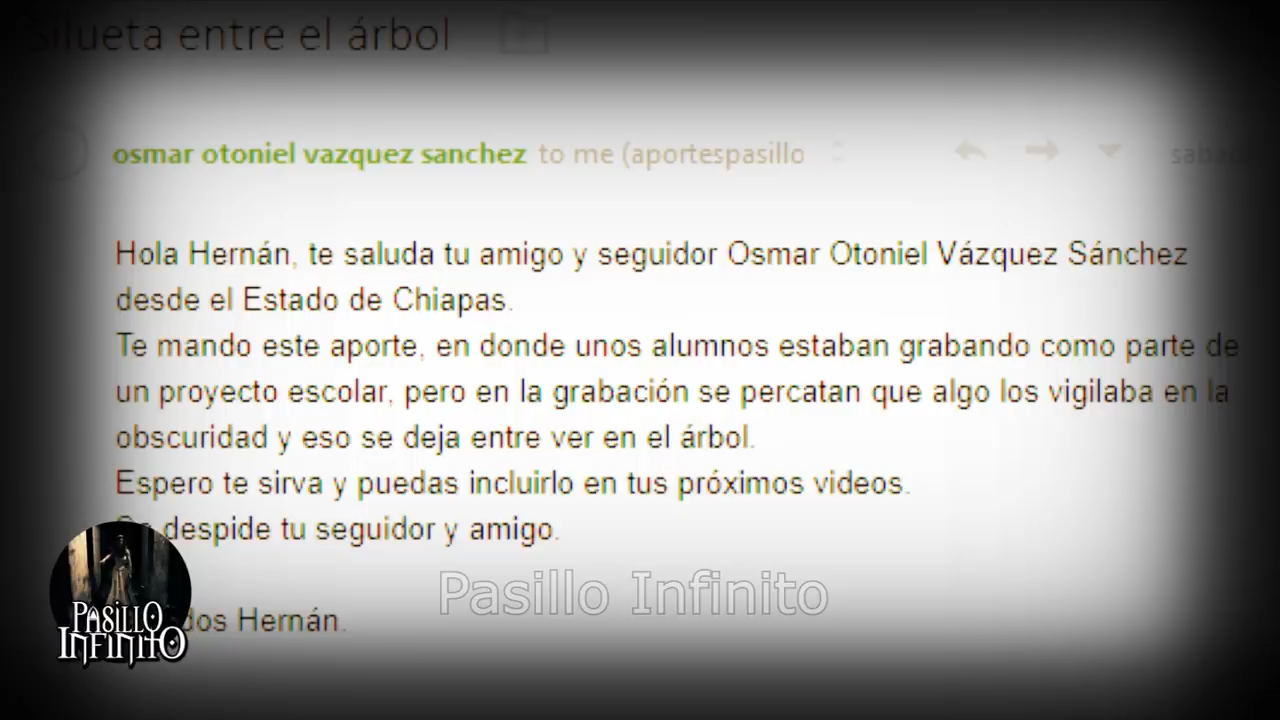 Silueta entre el árbol
osmar otoniel vazquez sanchez to me (aportespasillo
Hola Hernán, te saluda tu amigo y seguidor Osmar Otoniel Vázquez Sánchez
desde el Estado de Chiapas.
Te mando este aporte, en donde unos alumnos estaban grabando como parte de
un proyecto escolar, pero en la grabación se percatan que algo los vigilaba en la
obscuridad y eso se deja entre ver en el árbol.
Espero te sirva y puedas incluirlo en tus próximos videos.
despide tu seguidor y amigo.
Pasillo Infinito
Hernán.
PASILLO
INFINITO